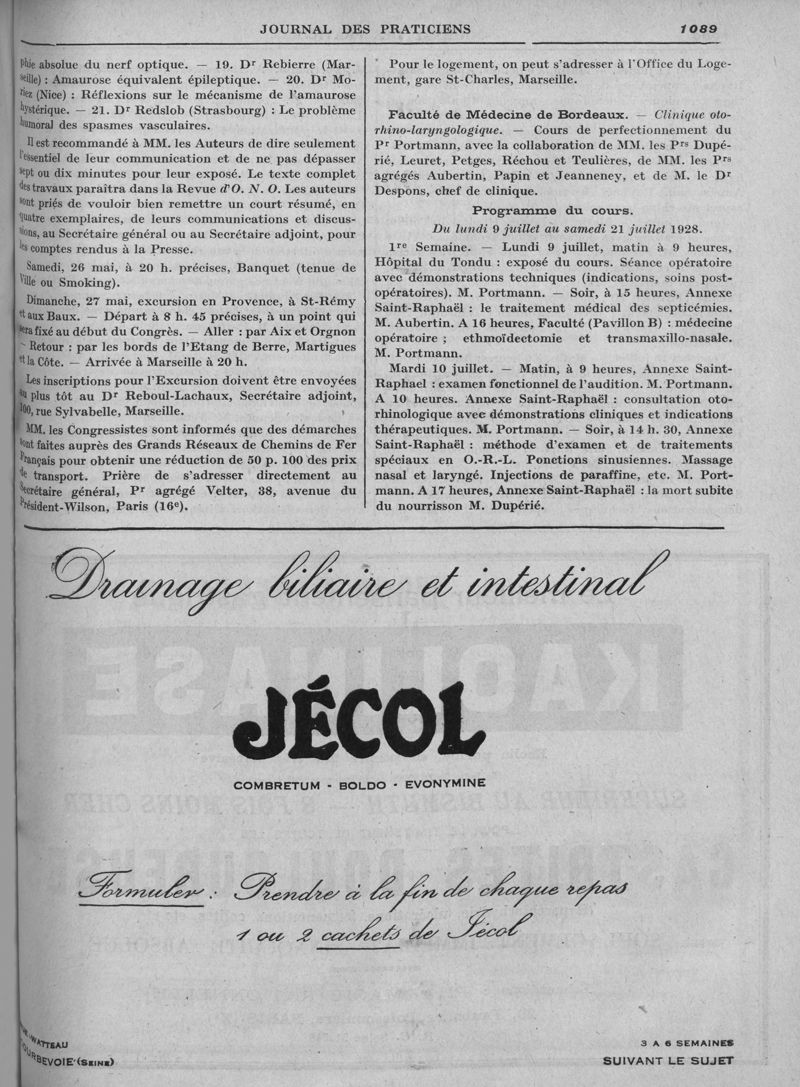 JOURNAL DES PRATICIENS 1089
phie absolue du nerf optique. — 19. Dr Rebierre (Mar-
seille) : Amaurose équivalent épileptique. — 20. Dr Mo-
riez (Nice) : Réflexions sur le mécanisme de l'amaurose
hystérique. — 21. Dr Redslob (Strasbourg) : Le problème
humoral des spasmes vasculaires.
Il est recommandé à MM. les Auteurs de dire seulement
l'essentiel de leur communication et de ne pas dépasser
sept ou dix minutes pour leur exposé. Le texte complet
des travaux paraîtra dans la Revue d'O. N. O. Les auteurs
sont priés de vouloir bien remettre un court résumé, en
quatre exemplaires, de leurs communications et discus-
sions, au Secrétaire général ou au Secrétaire adjoint, pour
les comptes rendus à la Presse.
Samedi, 26 mai, à 20 h. précises, Banquet (tenue de
Ville ou Smoking).
Dimanche, 27 mai, excursion en Provence, à St-Rémy
et aux Baux. — Départ à 8 h. 45 précises, à un point qui
sera fixé au début du Congrès. — Aller : par Aix et Orgnon
— Retour : par les bords de l'Etang de Berre, Martigues
et la Côte. — Arrivée à Marseille à 20 h.
Les inscriptions pour l'Excursion doivent être envoyées
au plus tôt au Dr Reboul-Lachaux, Secrétaire adjoint,
100, rue Sylvabelle, Marseille.
MM. les Congressistes sont informés que des démarches
sont faites auprès des Grands Réseaux de Chemins de Fer
Français pour obtenir une réduction de 50 p. 100 des prix
de transport. Prière de s'adresser directement au
Secrétaire général, Pr agrégé Velter, 38, avenue du
Président-Wilson, Paris (16e).
Pour le logement, on peut s'adresser à l'Office du Loge-
ment, gare St-Charles, Marseille.
Faculté de Médecine de Bordeaux. — Clinique oto-
rhino-laryngologique. — Cours de perfectionnement du
Pr Portmann, avec la collaboration de MM. les Prs Dupé-
rié, Leuret, Petges, Réchou et Teulières, de MM. les Prs
agrégés Aubertin, Papin et Jeanneney, et de M. le Dr
Despons, chef de clinique.
Programme du cours.
Du lundi 9 juillet au samedi 21 juillet 1928.
1re Semaine. — Lundi 9 juillet, matin à 9 heures,
Hôpital du Tondu : exposé du cours. Séance opératoire
avec démonstrations techniques (indications, soins post-
opératoires). M. Portmann. — Soir, à 15 heures, Annexe
Saint-Raphaël : le traitement médical des septicémies.
M. Aubertin. A 16 heures, Faculté (Pavillon B) : médecine
opératoire ; ethmoïdectomie et transmaxillo-nasale.
M. Portmann.
Mardi 10 juillet. — Matin, à 9 heures, Annexe Saint-
Raphael : examen fonctionnel de l'audition. M. Portmann.
A 10 heures. Annexe Saint-Raphaël : consultation oto-
rhinologique avec démonstrations cliniques et indications
thérapeutiques. M. Portmann. — Soir, à 14 h. 30, Annexe
Saint-Raphaël : méthode d'examen et de traitements
spéciaux en O.-R.-L. Ponctions sinusiennes. Massage
nasal et laryngé. Injections de paraffine, etc. M. Port-
mann. A 17 heures, Annexe Saint-Raphaël : la mort subite
du nourrisson M. Dupérié.
Drainage biliaire et intestinal
JÉCOL
COMBRETUM - BOLDO - EVONYMINE
Formuler : Prendre à la fin de chaque repas
1 ou 2 cachets de Jécol
WATTEAU
COURBEVOIE (SEINE)
3 A 6 SEMAINES
SUIVANT LE SUJET